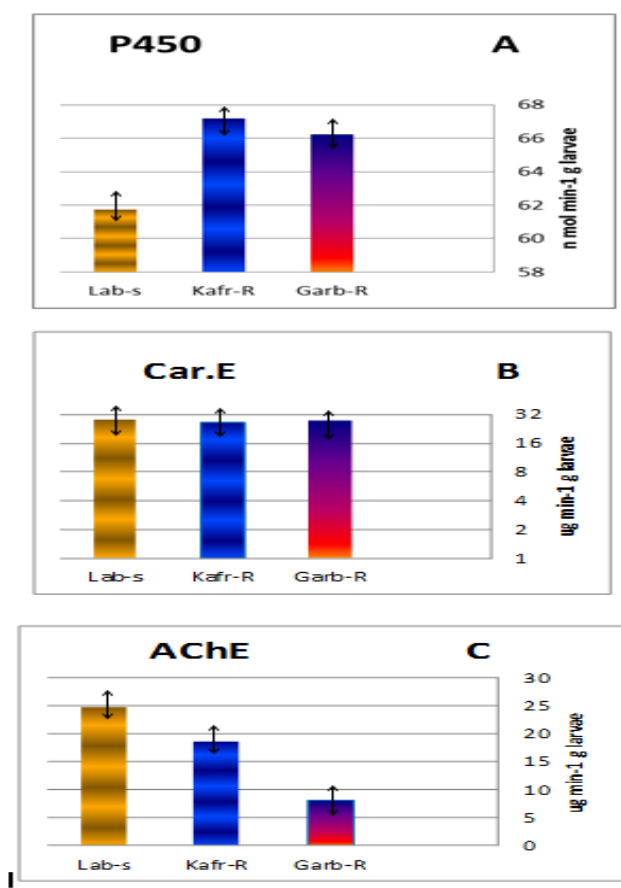 P450 A
68
66
64
62
60
58
n mol min-1 g larvae
Lab-s Kafr-R Garb-R
Car.E B
32
16
8
4
2
1
ug min-1 g larvae
Lab-s Kafr-R Garb-R
AChE C
30
25
20
15
10
5
0
ug min-1 g larvae
Lab-s Kafr-R Garb-R
I